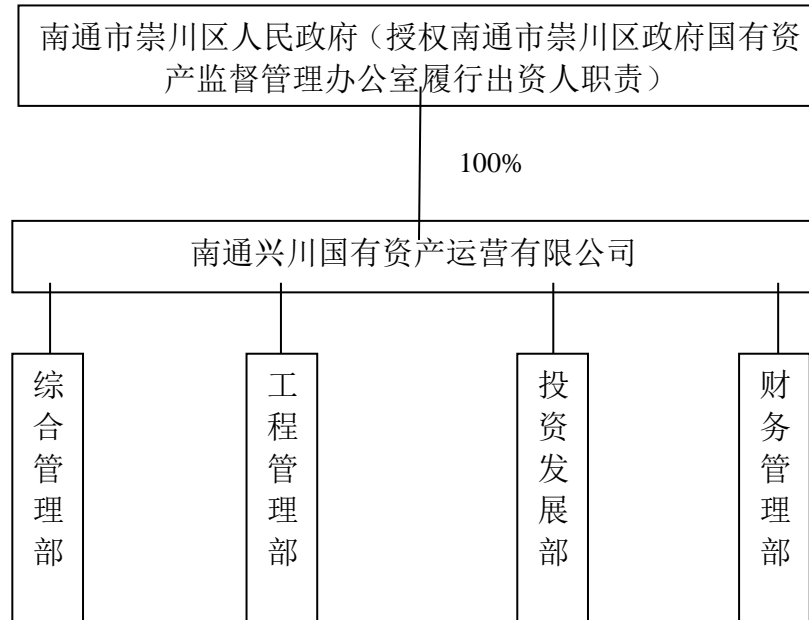 南通市崇川区人民政府（授权南通市崇川区政府国有资
产监督管理办公室履行出资人职责）
100%
南通兴川国有资产运营有限公司
综合管理部
工程管理部
投资发展部
财务管理部